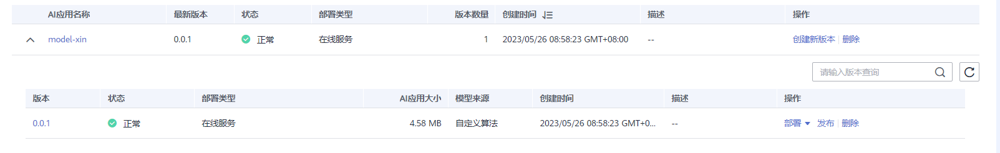 AI应用名称 最新版本 状态 部署类型 版本数量 创建时间 描述 操作
model-xin 0.0.1 正常 在线服务 1 2023/05/26 08:58:23 GMT+08:00 -- 创建新版本 删除
请输入版本查询
版本 状态 部署类型 AI应用大小 模型来源 创建时间 描述 操作
0.0.1 正常 在线服务 4.58 MB 自定义算法 2023/05/26 08:58:23 GMT+0... -- 部署 发布 删除